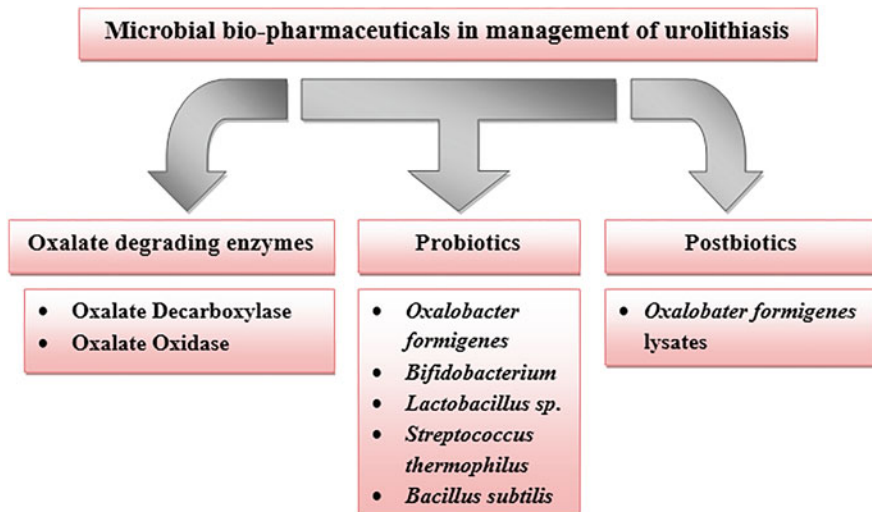 Microbial bio-pharmaceuticals in management of urolithiasis
Oxalate degrading enzymes
• Oxalate Decarboxylase
• Oxalate Oxidase
Probiotics
• Oxalobacter
formigenes
• Bifidobacterium
• Lactobacillus sp.
• Streptococcus
thermophilus
• Bacillus subtilis
Postbiotics
• Oxalobater formigenes
lysates